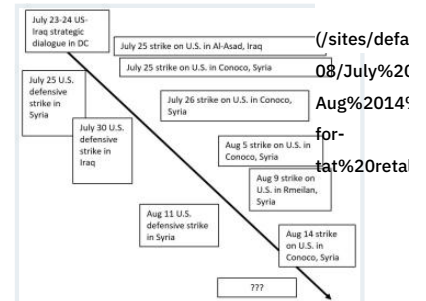 July 23-24 US-
Iraq strategic
dialogue in DC
July 25 strike on U.S. in Al-Asad, Iraq
July 25 strike on U.S. in Conoco, Syria
July 25 U.S.
defensive
strike in
Syria
July 26 strike on U.S. in Conoco,
Syria
July 30 U.S.
defensive
strike in
Iraq
Aug 5 strike on U.S. in
Conoco, Syria
Aug 9 strike on
U.S. in Rmeilan,
Syria
Aug 11 U.S.
defensive strike
in Syria
Aug 14 strike
on U.S. in
Conoco, Syria
???
(/sites/defa
08/July%20
Aug%2014%
for-
tat%20retal